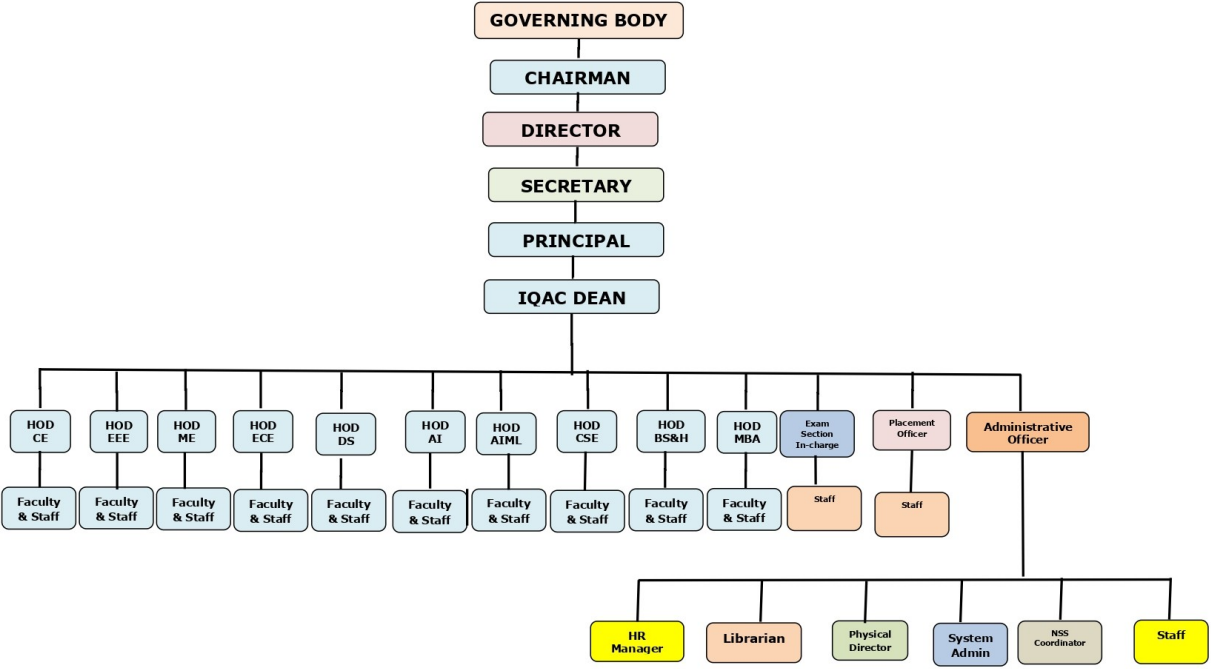 GOVERNING BODY
CHAIRMAN
DIRECTOR
SECRETARY
PRINCIPAL
IQAC DEAN
HOD
CE
HOD
EEE
HOD
ME
HOD
ECE
HOD
DS
HOD
AI
HOD
AIML
HOD
CSE
HOD
BS&H
HOD
MBA
Exam
Section
In-charge
Placement
Officer
Administrative
Officer
Faculty
& Staff
Faculty
& Staff
Faculty
& Staff
Faculty
& Staff
Faculty
& Staff
Faculty
& Staff
Faculty
& Staff
Faculty
& Staff
Faculty
& Staff
Faculty
& Staff
Staff
Staff
HR
Manager
Librarian
Physical
Director
System
Admin
NSS
Coordinator
Staff